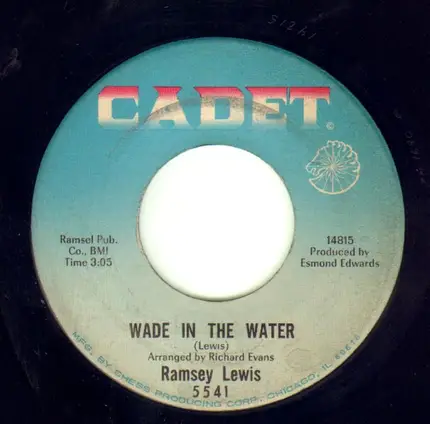 CADET.
©
Ramsel Pub.
Co., BMI
Time 3:05
14815
Produced by
Esmond Edwards
WADE IN THE WATER
(Lewis)
Arranged by Richard Evans
Ramsey Lewis
5541
MFG. BY CHESS PRODUCING CORP., CHICAGO, IL 60616